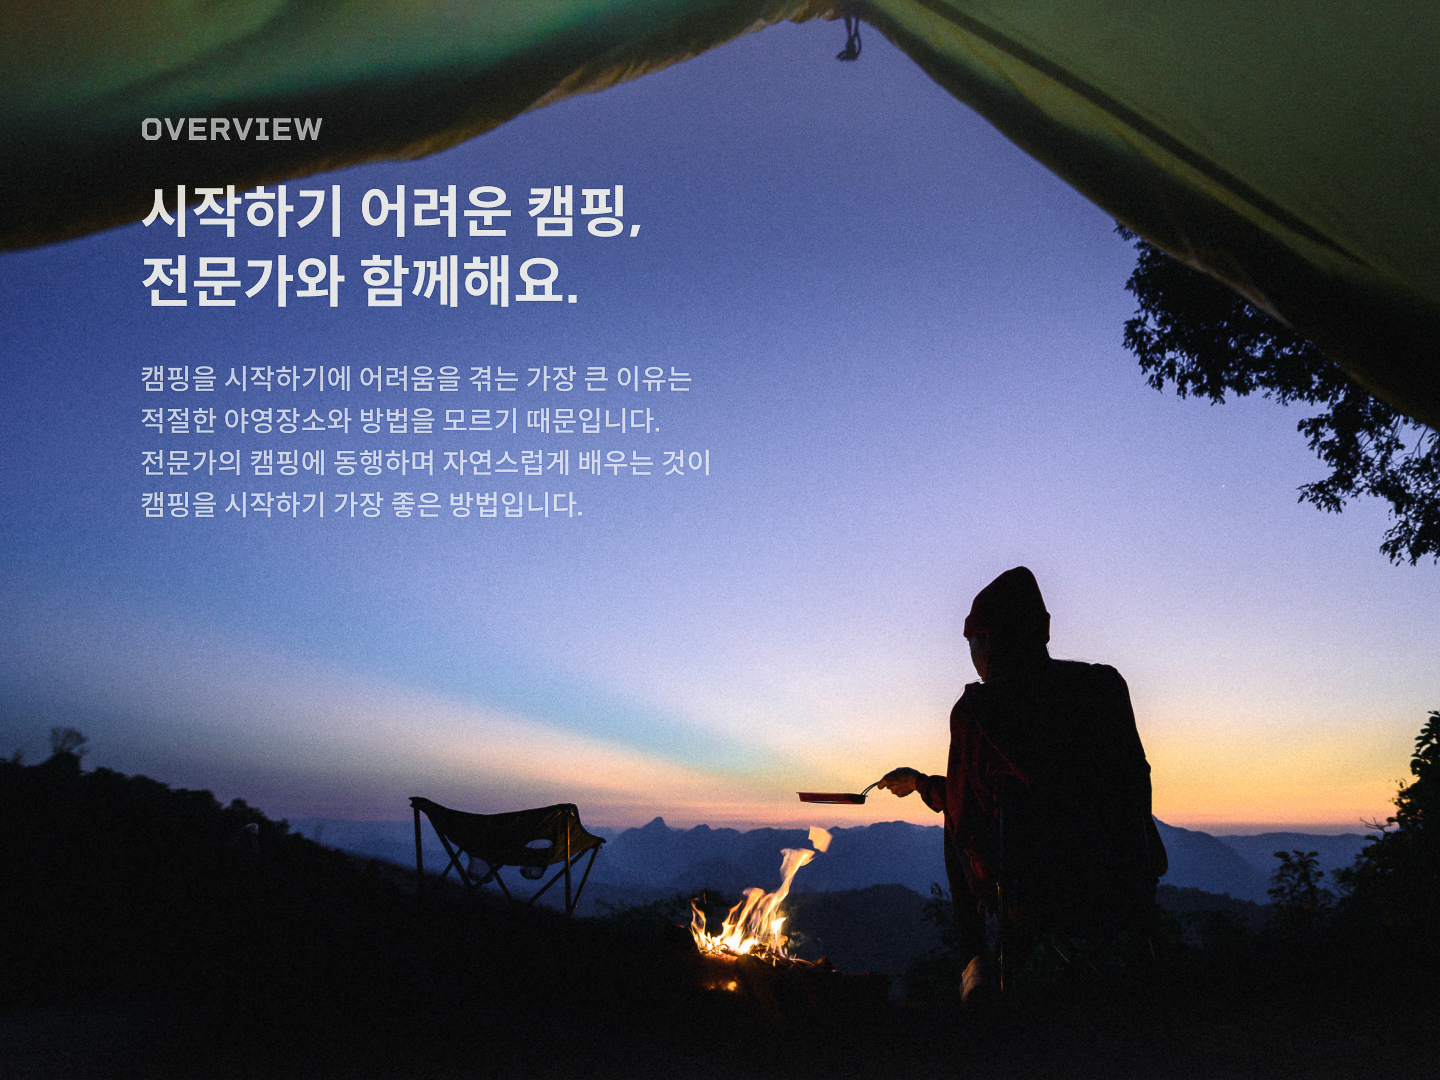 OVERVIEW
시작하기 어려운 캠핑,
전문가와 함께해요.
캠핑을 시작하기에 어려움을 겪는 가장 큰 이유는
적절한 야영장소와 방법을 모르기 때문입니다.
전문가의 캠핑에 동행하며 자연스럽게 배우는 것이
캠핑을 시작하기 가장 좋은 방법입니다.